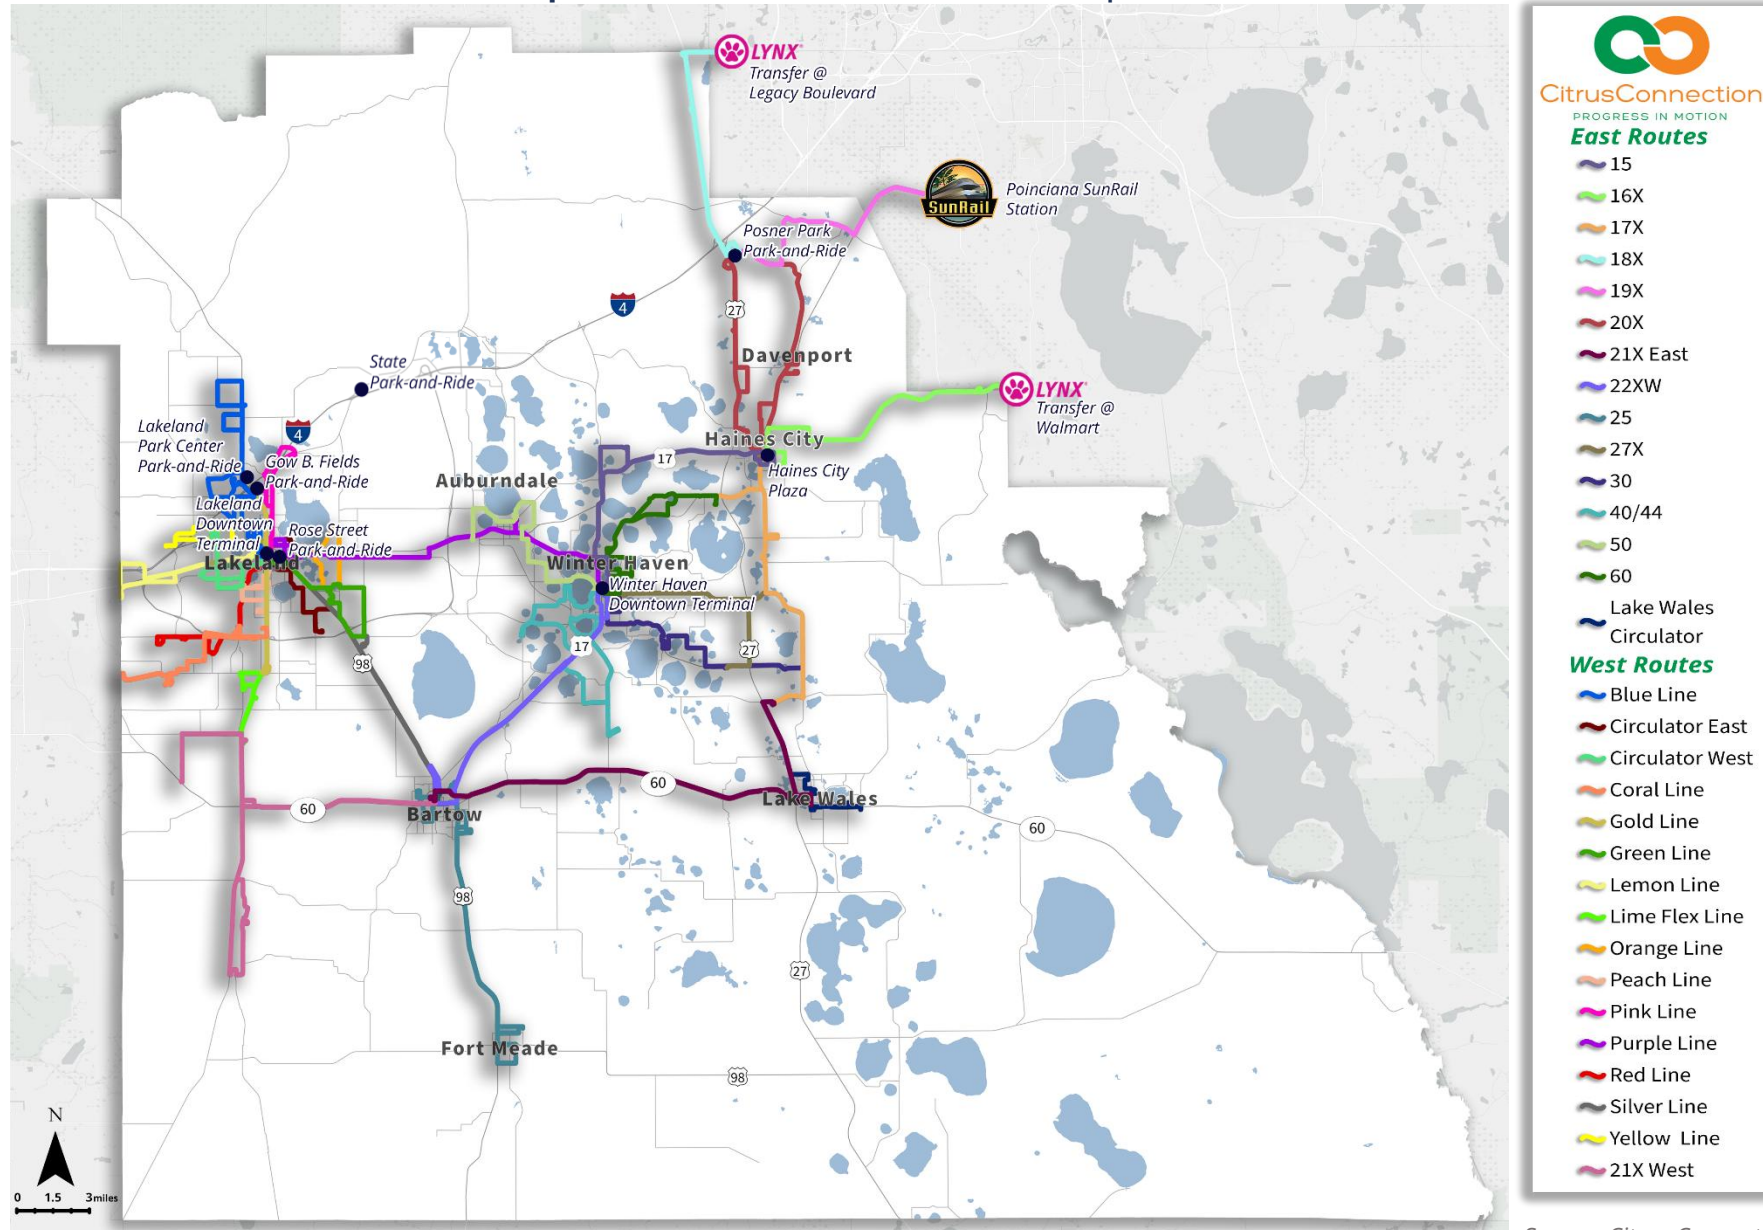 LYNX
Transfer @
Legacy Boulevard
SunRail
Poinciana SunRail
Station
Posner Park
Park-and-Ride
4
27
Davenport
State
Park-and-Ride
LYNX
Transfer @
Walmart
Lakeland
Park Center
Park-and-Ride
4
Gow B. Fields
Park-and-Ride
Haines City
17
Haines City
Plaza
Auburndale
Lakeland
Downtown
Terminal
Rose Street
Park-and-Ride
Lakeland
Winter Haven
Winter Haven
Downtown Terminal
17
27
98
60
60
Lake Wales
Bartow
60
98
27
Fort Meade
98
N
0 1.5 3miles
CitrusConnection
PROGRESS IN MOTION
East Routes
15
16X
17X
18X
19X
20X
21X East
22XW
25
27X
30
40/44
50
60
Lake Wales
Circulator
West Routes
Blue Line
Circulator East
Circulator West
Coral Line
Gold Line
Green Line
Lemon Line
Lime Flex Line
Orange Line
Peach Line
Pink Line
Purple Line
Red Line
Silver Line
Yellow Line
21X West